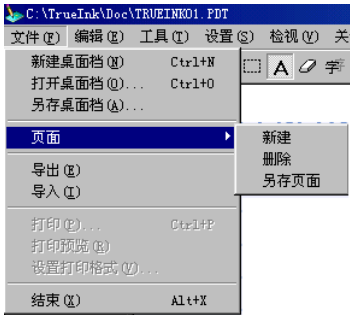 C:\TrueInk\Doc\TRUEINK01.PDT
文件(F) 编辑(E) 工具(T) 设置(S) 检视(V) 关
新建桌面档(N) Ctrl+N
打开桌面档(O)... Ctrl+O
另存桌面档(A)...
页面
新建
删除
另存页面
导出(E)
导入(I)
打印(P)... Ctrl+P
打印预览(R)
设置打印格式(V)...
结束(X) Alt+X
A 字